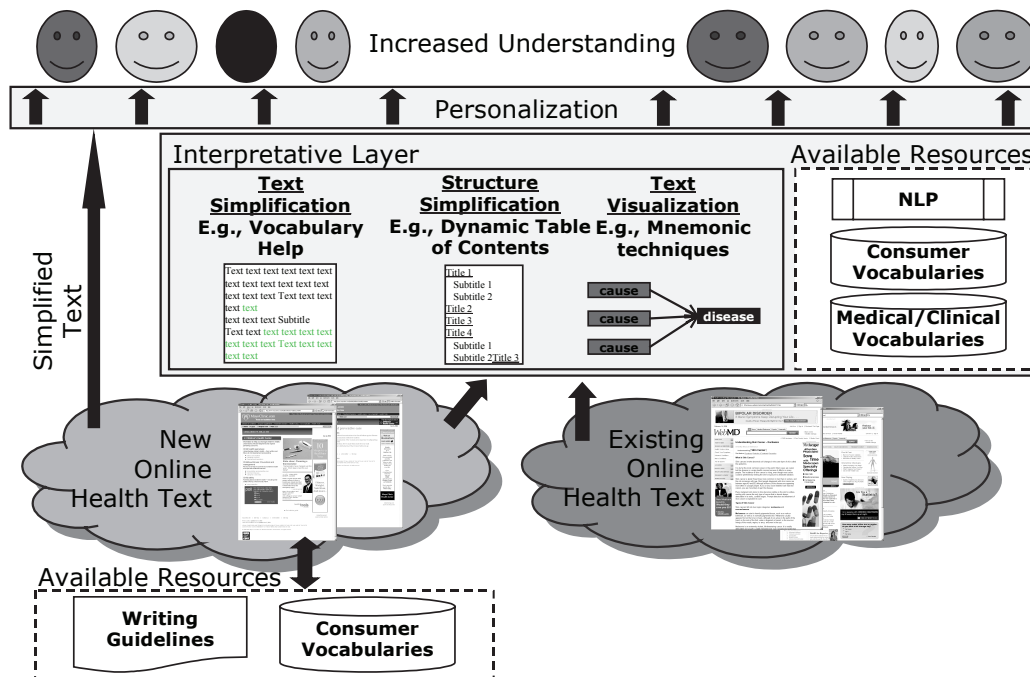 Increased Understanding
Personalization
Interpretative Layer
Available Resources
Text
Simplification
E.g., Vocabulary
Help
Text text text text text text
text text text text text text
text text text Text text text
text text
text text text Subtitle
Text text text text text text
text text text Text text text
text text
Structure
Simplification
E.g., Dynamic Table
of Contents
Title 1
Subtitle 1
Subtitle 2
Title 2
Title 3
Title 4
Subtitle 1
Subtitle 2Title 3
Text
Visualization
E.g., Mnemonic
techniques
cause
cause
cause
disease
NLP
Consumer
Vocabularies
Medical/Clinical
Vocabularies
Simplified
Text
New
Online
Health Text
Existing
Online
Health Text
BIPOLAR DISORDER
WebMD
Available Resources
Writing
Guidelines
Consumer
Vocabularies